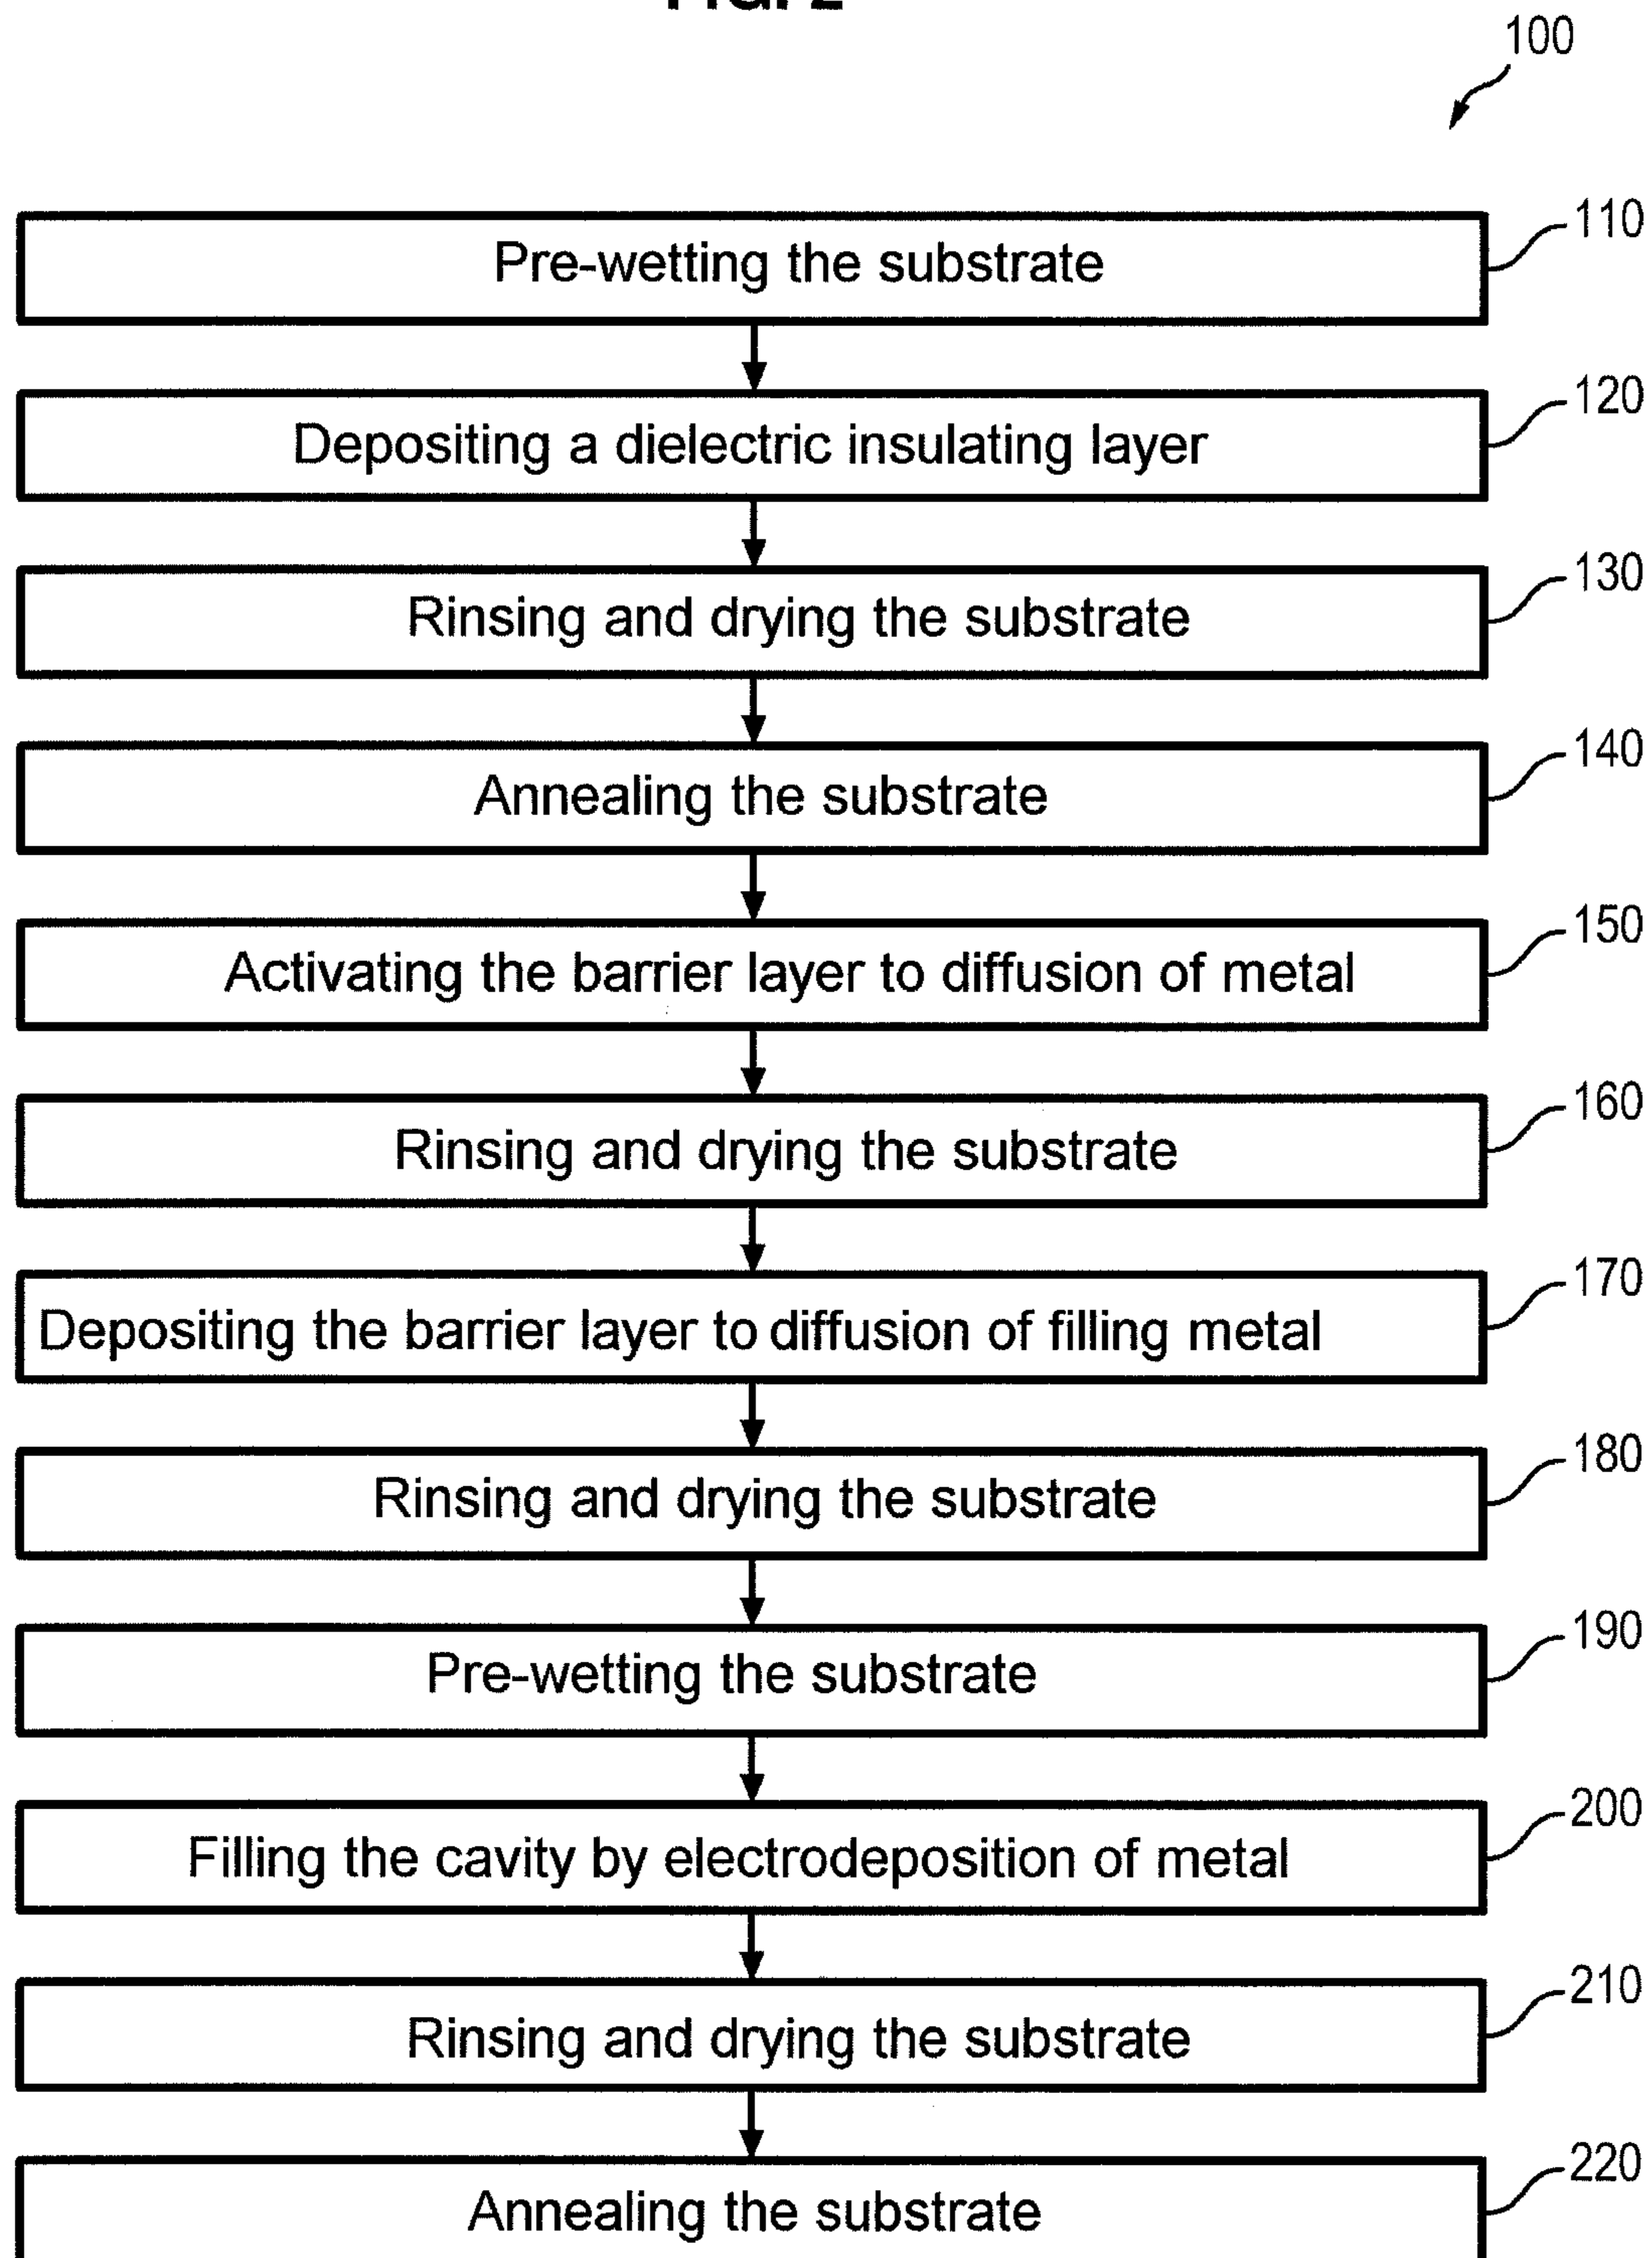 FIG. 2
100
Pre-wetting the substrate 110
Depositing a dielectric insulating layer 120
Rinsing and drying the substrate 130
Annealing the substrate 140
Activating the barrier layer to diffusion of metal 150
Rinsing and drying the substrate 160
Depositing the barrier layer to diffusion of filling metal 170
Rinsing and drying the substrate 180
Pre-wetting the substrate 190
Filling the cavity by electrodeposition of metal 200
Rinsing and drying the substrate 210
Annealing the substrate 220